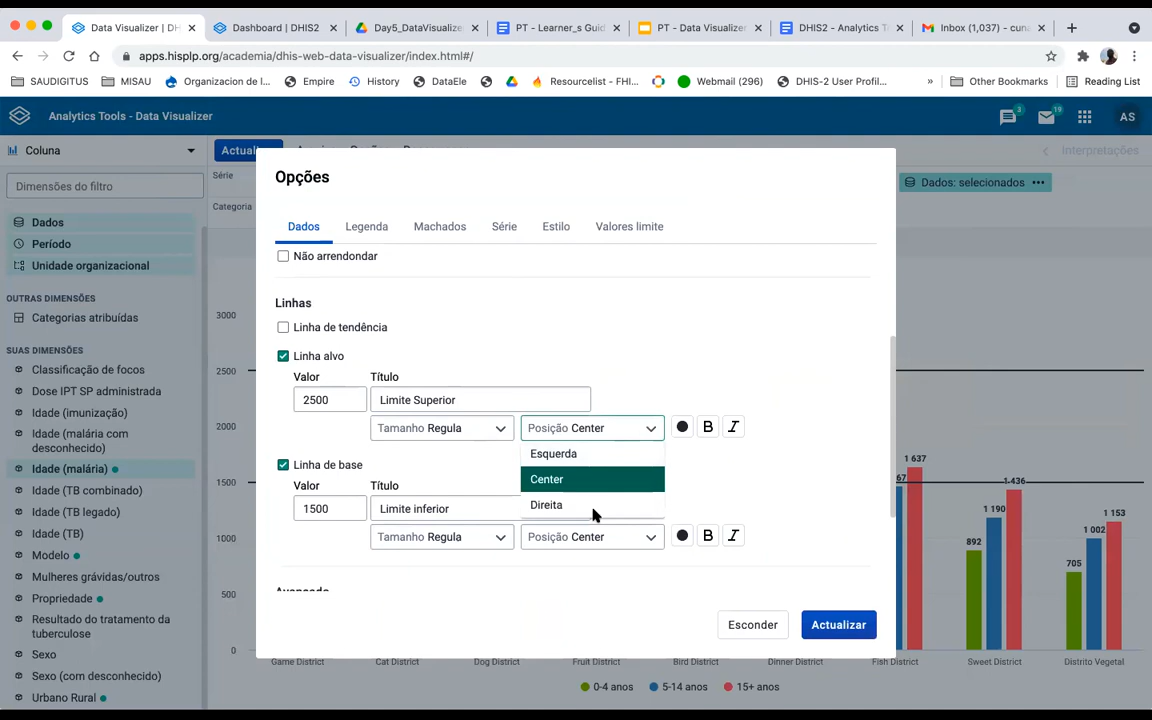 Data Visualizer | DH
Dashboard | DHIS2
Day5_DataVisualize
PT - Learner_s Guid
PT - Data Visualizer
DHIS2 - Analytics T
Inbox (1,037) - cun
apps.hisplp.org/academia/dhis-web-data-visualizer/index.html#/
SAUDIGITUS
MISAU
Organizacion de I...
Empire
History
DataEle
Resourcelist - FHI...
Webmail (296)
DHIS-2 User Profil...
»
Other Bookmarks
Reading List
Analytics Tools - Data Visualizer
3
19
AS
Coluna
Interpretações
Dimensões do filtro
Série
Categoria
Dados: selecionados
Dados
Período
Unidade organizacional
OUTRAS DIMENSÕES
Categorias atribuídas
SUAS DIMENSÕES
Classificação de focos
Dose IPT SP administrada
Idade (imunização)
Idade (malária com
desconhecido)
Idade (malária)
Idade (TB combinado)
Idade (TB legado)
Idade (TB)
Modelo
Mulheres grávidas/outros
Propriedade
Resultado do tratamento da
tuberculose
Sexo
Sexo (com desconhecido)
Urbano Rural
Opções
Dados
Legenda
Machados
Série
Estilo
Valores limite
Não arrendondar
Linhas
Linha de tendência
Linha alvo
Valor
Título
2500
Limite Superior
Tamanho Regula
Posição Center
B
I
Esquerda
Center
Direita
Linha de base
Valor
Título
1500
Limite inferior
Tamanho Regula
Posição Center
B
I
Esconder
Actualizar
3000
2500
2000
1500
1000
500
0
67
1 637
892
1 190
1 436
705
1 002
1 153
Game District
Cat District
Dog District
Fruit District
Bird District
Dinner District
Fish District
Sweet District
Distrito Vegetal
0-4 anos
5-14 anos
15+ anos